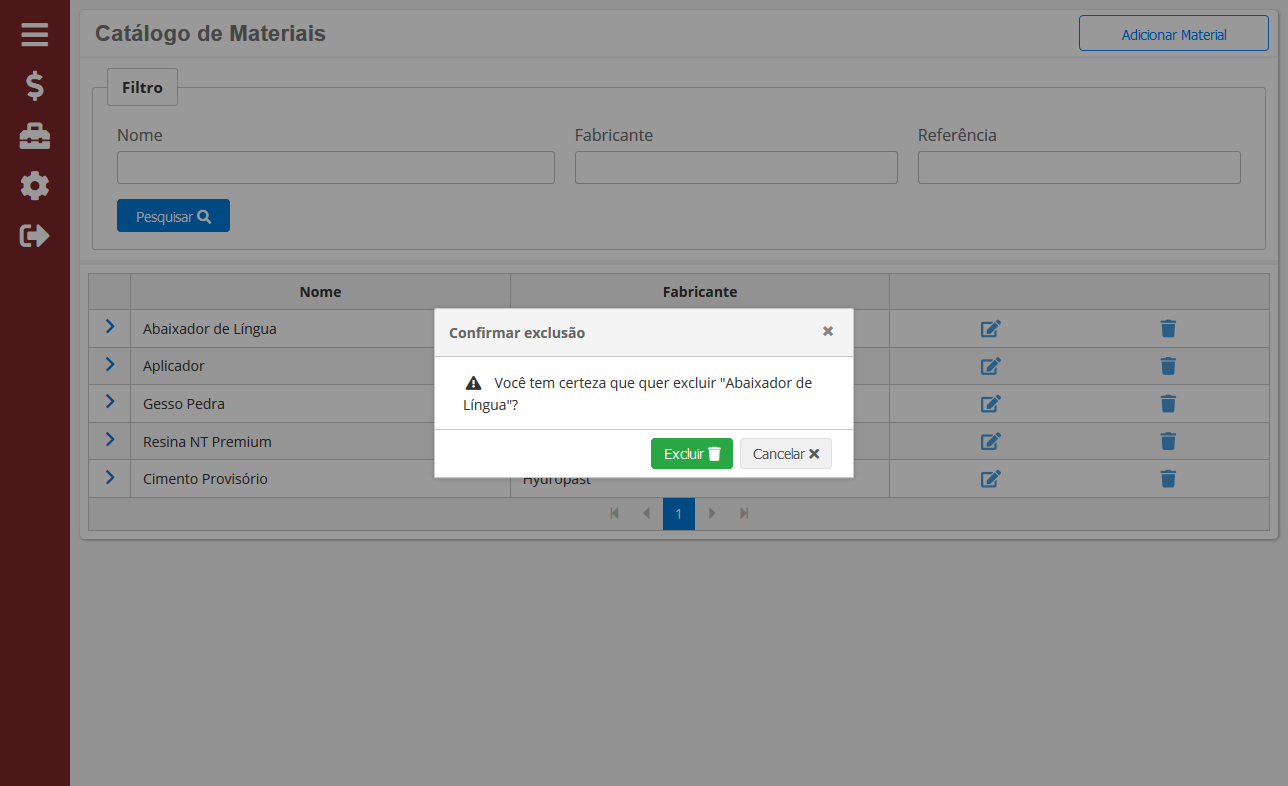 Catálogo de Materiais
Adicionar Material
Filtro
Nome Fabricante Referência
Pesquisar
Nome Fabricante
Abaixador de Língua
Aplicador
Gesso Pedra
Resina NT Premium
Cimento Provisório Hydropast
1
Confirmar exclusão
Você tem certeza que quer excluir "Abaixador de
Língua"?
Excluir Cancelar